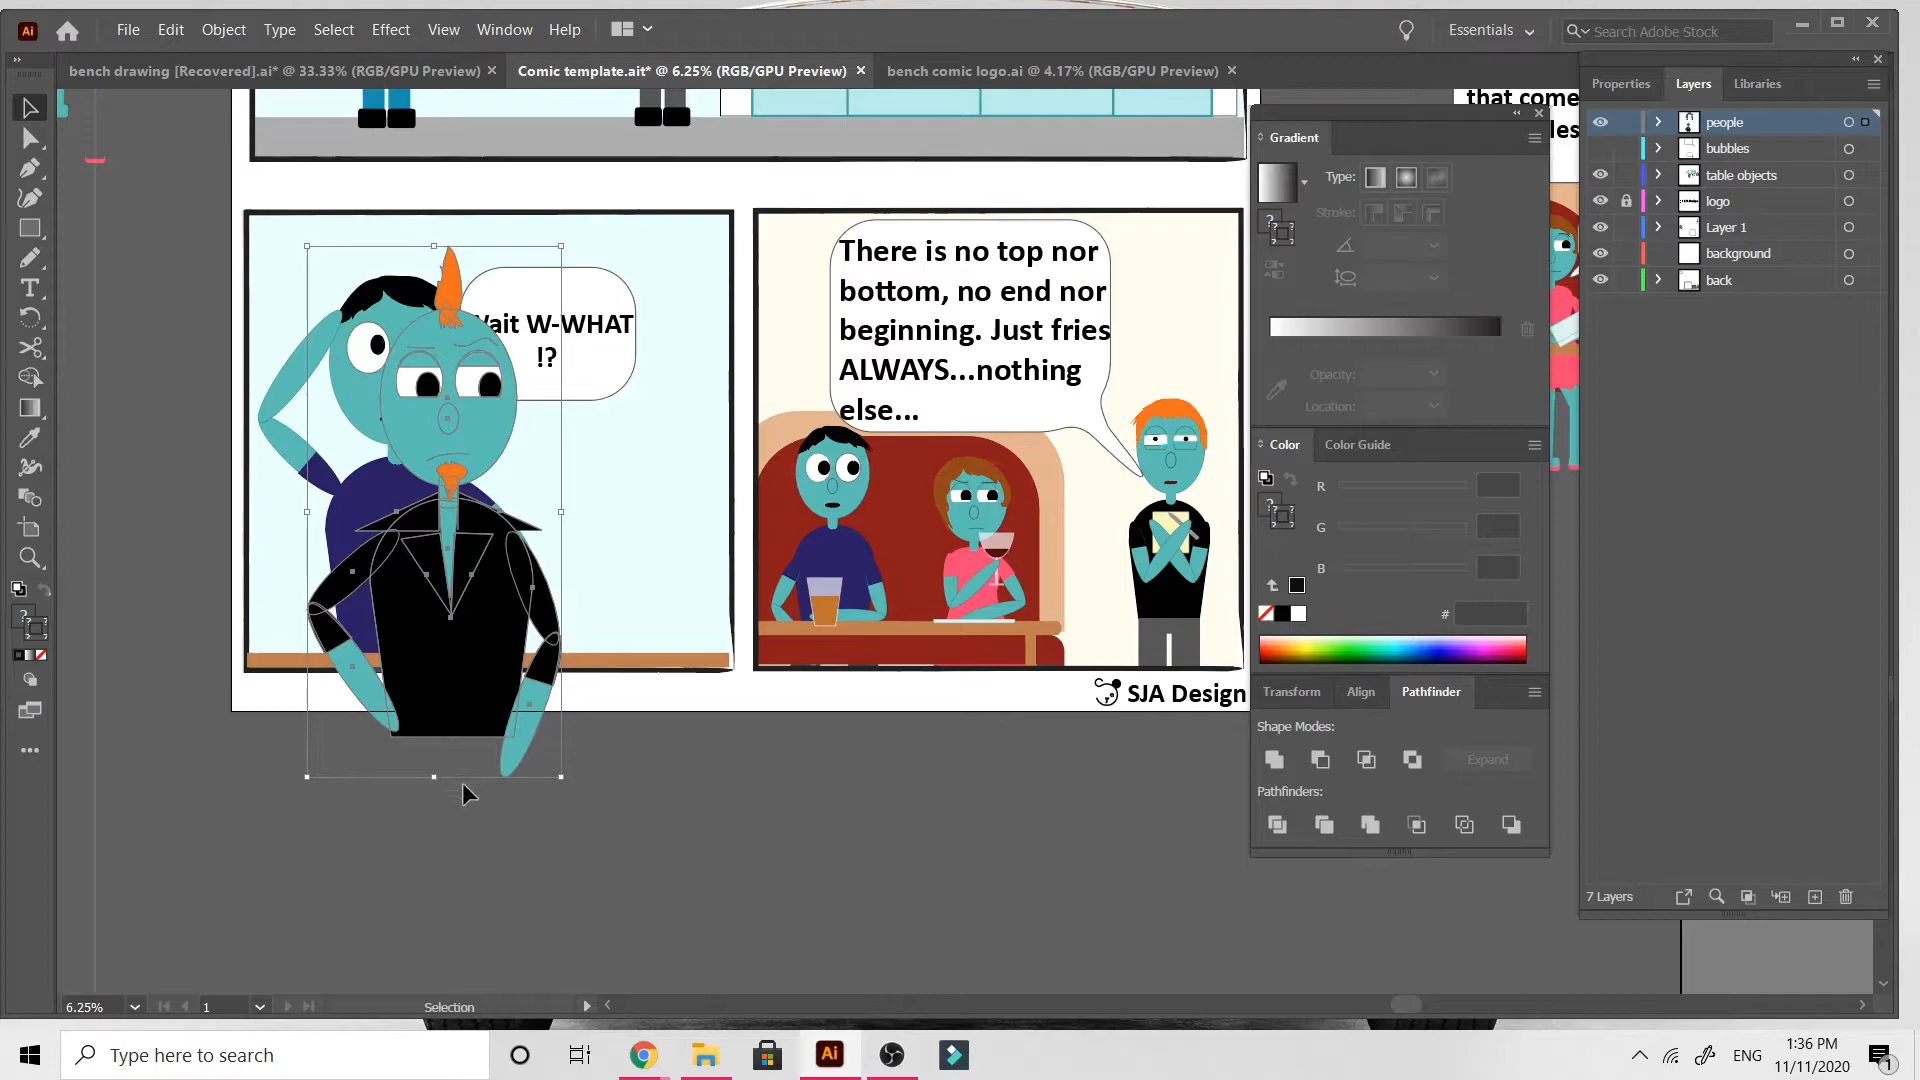 Ai
File Edit Object Type Select Effect View Window Help
Essentials
Search Adobe Stock
bench drawing [Recovered].ai* @ 33.33% (RGB/GPU Preview)
Comic template.ait* @ 6.25% (RGB/GPU Preview)
bench comic logo.ai @ 4.17% (RGB/GPU Preview)
that come
Properties
Layers
Libraries
people
bubbles
table objects
logo
Layer 1
background
back
7 Layers
Gradient
Type:
Stroke:
Opacity:
Location:
Color
Color Guide
R
G
B
#
Transform
Align
Pathfinder
Shape Modes:
Expand
Pathfinders:
Wait W-WHAT
!?
There is no top nor
bottom, no end nor
beginning. Just fries
ALWAYS...nothing
else...
SJA Design
6.25%
1
Selection
Type here to search
Ai
ENG
1:36 PM
11/11/2020
1